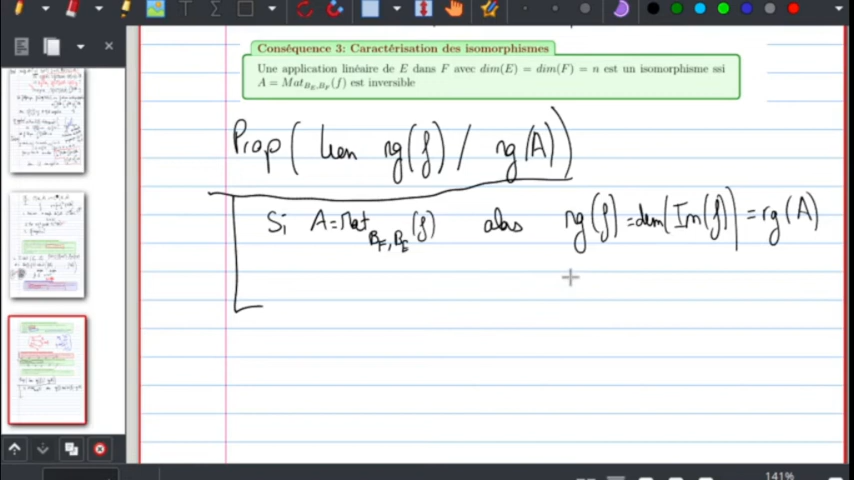 Conséquence 3: Caractérisation des isomorphismes
Une application linéaire de E dans F avec dim(E) = dim(F) = n est un isomorphisme ssi
A = Mat_{B_E,B_F}(f) est inversible
Prop ( lien rg(f) / rg(A) )
Si A = Mat_{B_F,B_E}(f) alors rg(f) = dim(Im(f)) = rg(A)
141%